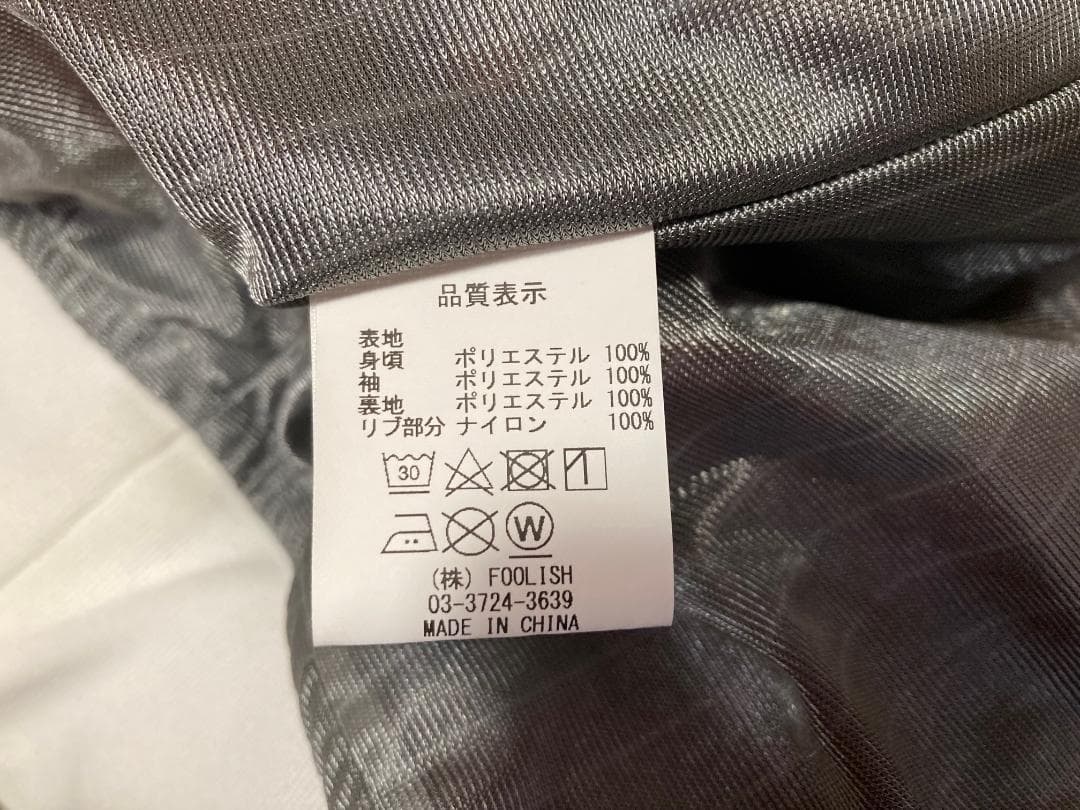 品質表示
表地
身頃 ポリエステル 100%
袖 ポリエステル 100%
裏地 ポリエステル 100%
リブ部分 ナイロン 100%
30
W
(株) FOOLISH
03-3724-3639
MADE IN CHINA